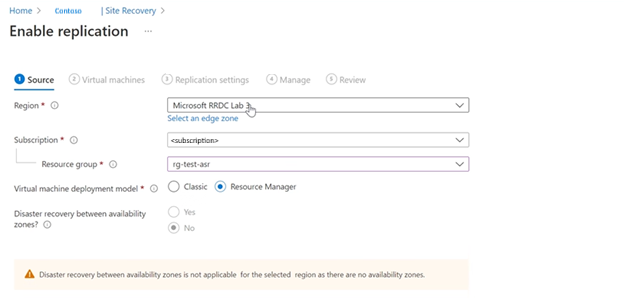 Home > Contoso | Site Recovery >
Enable replication ...
1 Source 2 Virtual machines 3 Replication settings 4 Manage 5 Review
Region * Microsoft RRDC Lab 3
Select an edge zone
Subscription * <subscription>
Resource group * rg-test-asr
Virtual machine deployment model * Classic Resource Manager
Disaster recovery between availability Yes
zones? No
Disaster recovery between availability zones is not applicable for the selected region as there are no availability zones.